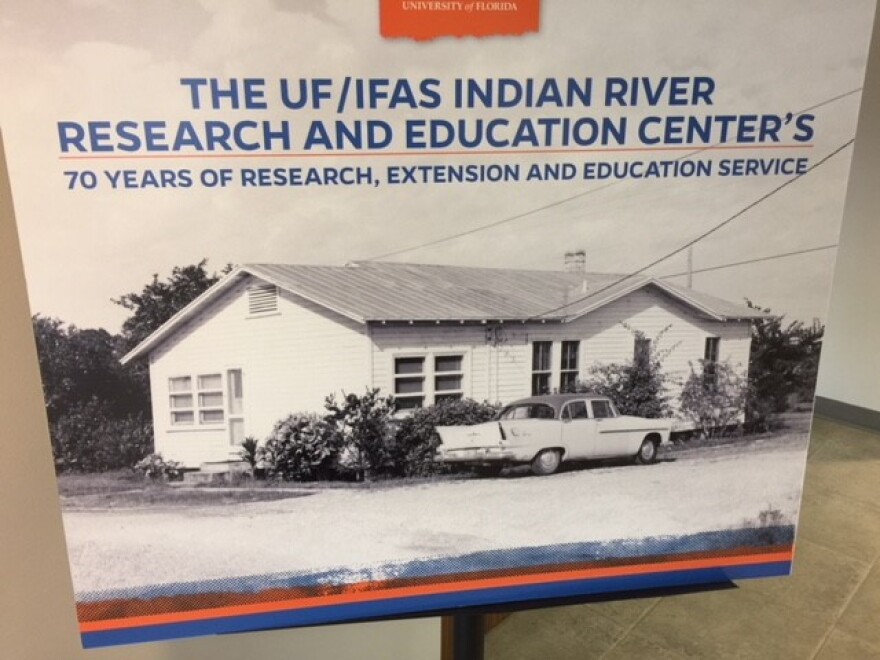 UNIVERSITY of FLORIDA
THE UF/IFAS INDIAN RIVER
RESEARCH AND EDUCATION CENTER'S
70 YEARS OF RESEARCH, EXTENSION AND EDUCATION SERVICE